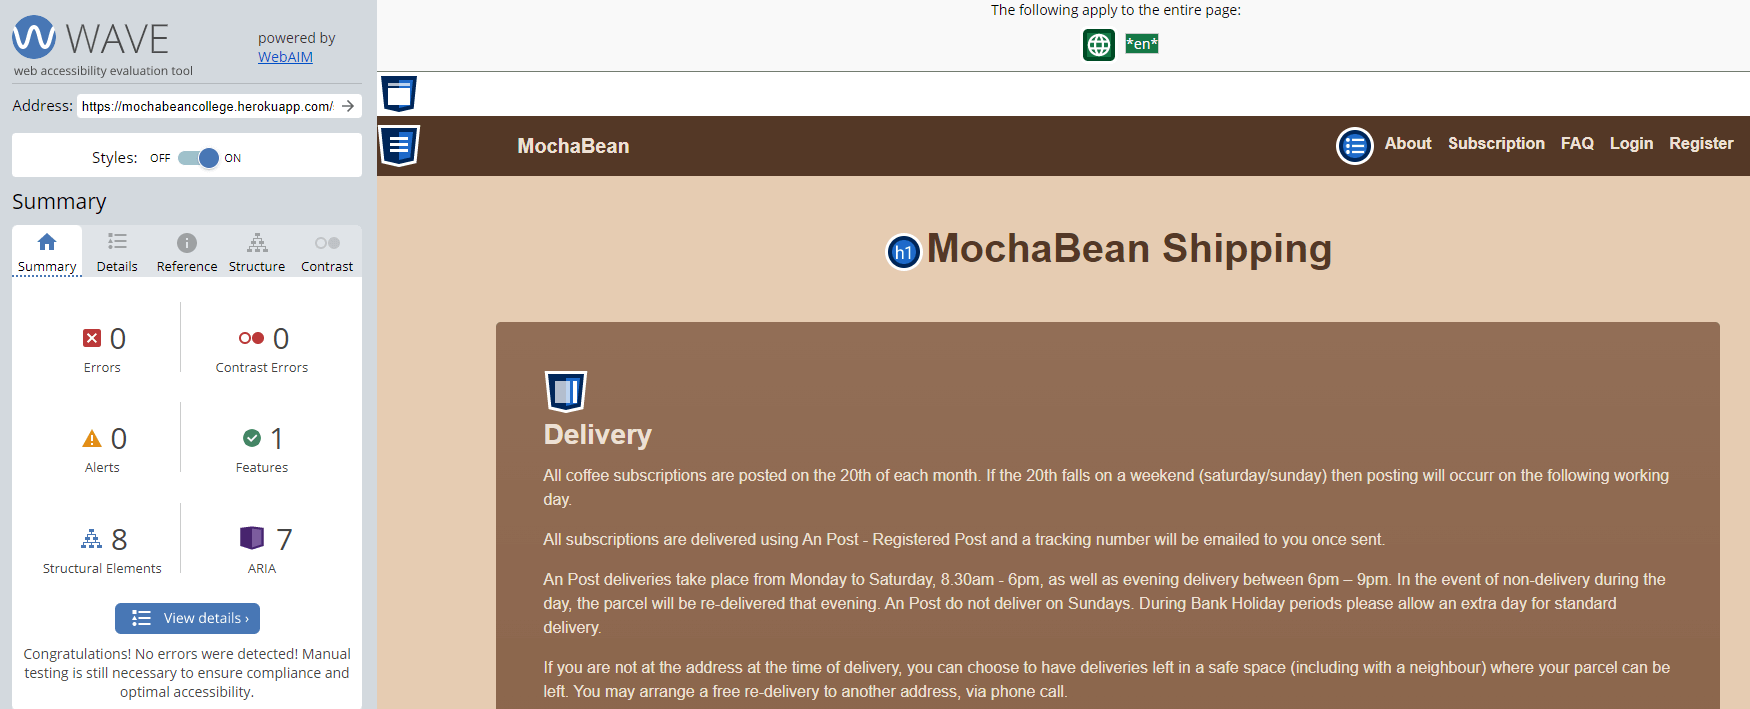 WAVE
web accessibility evaluation tool
powered by
WebAIM
Address: https://mochabeancollege.herokuapp.com/
Styles: OFF ON
Summary
Summary Details Reference Structure Contrast
0 0
Errors Contrast Errors
0 1
Alerts Features
8 7
Structural Elements ARIA
View details ›
Congratulations! No errors were detected! Manual
testing is still necessary to ensure compliance and
optimal accessibility.
The following apply to the entire page:
*en*
MochaBean About Subscription FAQ Login Register
h1 MochaBean Shipping
Delivery
All coffee subscriptions are posted on the 20th of each month. If the 20th falls on a weekend (saturday/sunday) then posting will occurr on the following working
day.
All subscriptions are delivered using An Post - Registered Post and a tracking number will be emailed to you once sent.
An Post deliveries take place from Monday to Saturday, 8.30am - 6pm, as well as evening delivery between 6pm – 9pm. In the event of non-delivery during the
day, the parcel will be re-delivered that evening. An Post do not deliver on Sundays. During Bank Holiday periods please allow an extra day for standard
delivery.
If you are not at the address at the time of delivery, you can choose to have deliveries left in a safe space (including with a neighbour) where your parcel can be
left. You may arrange a free re-delivery to another address, via phone call.